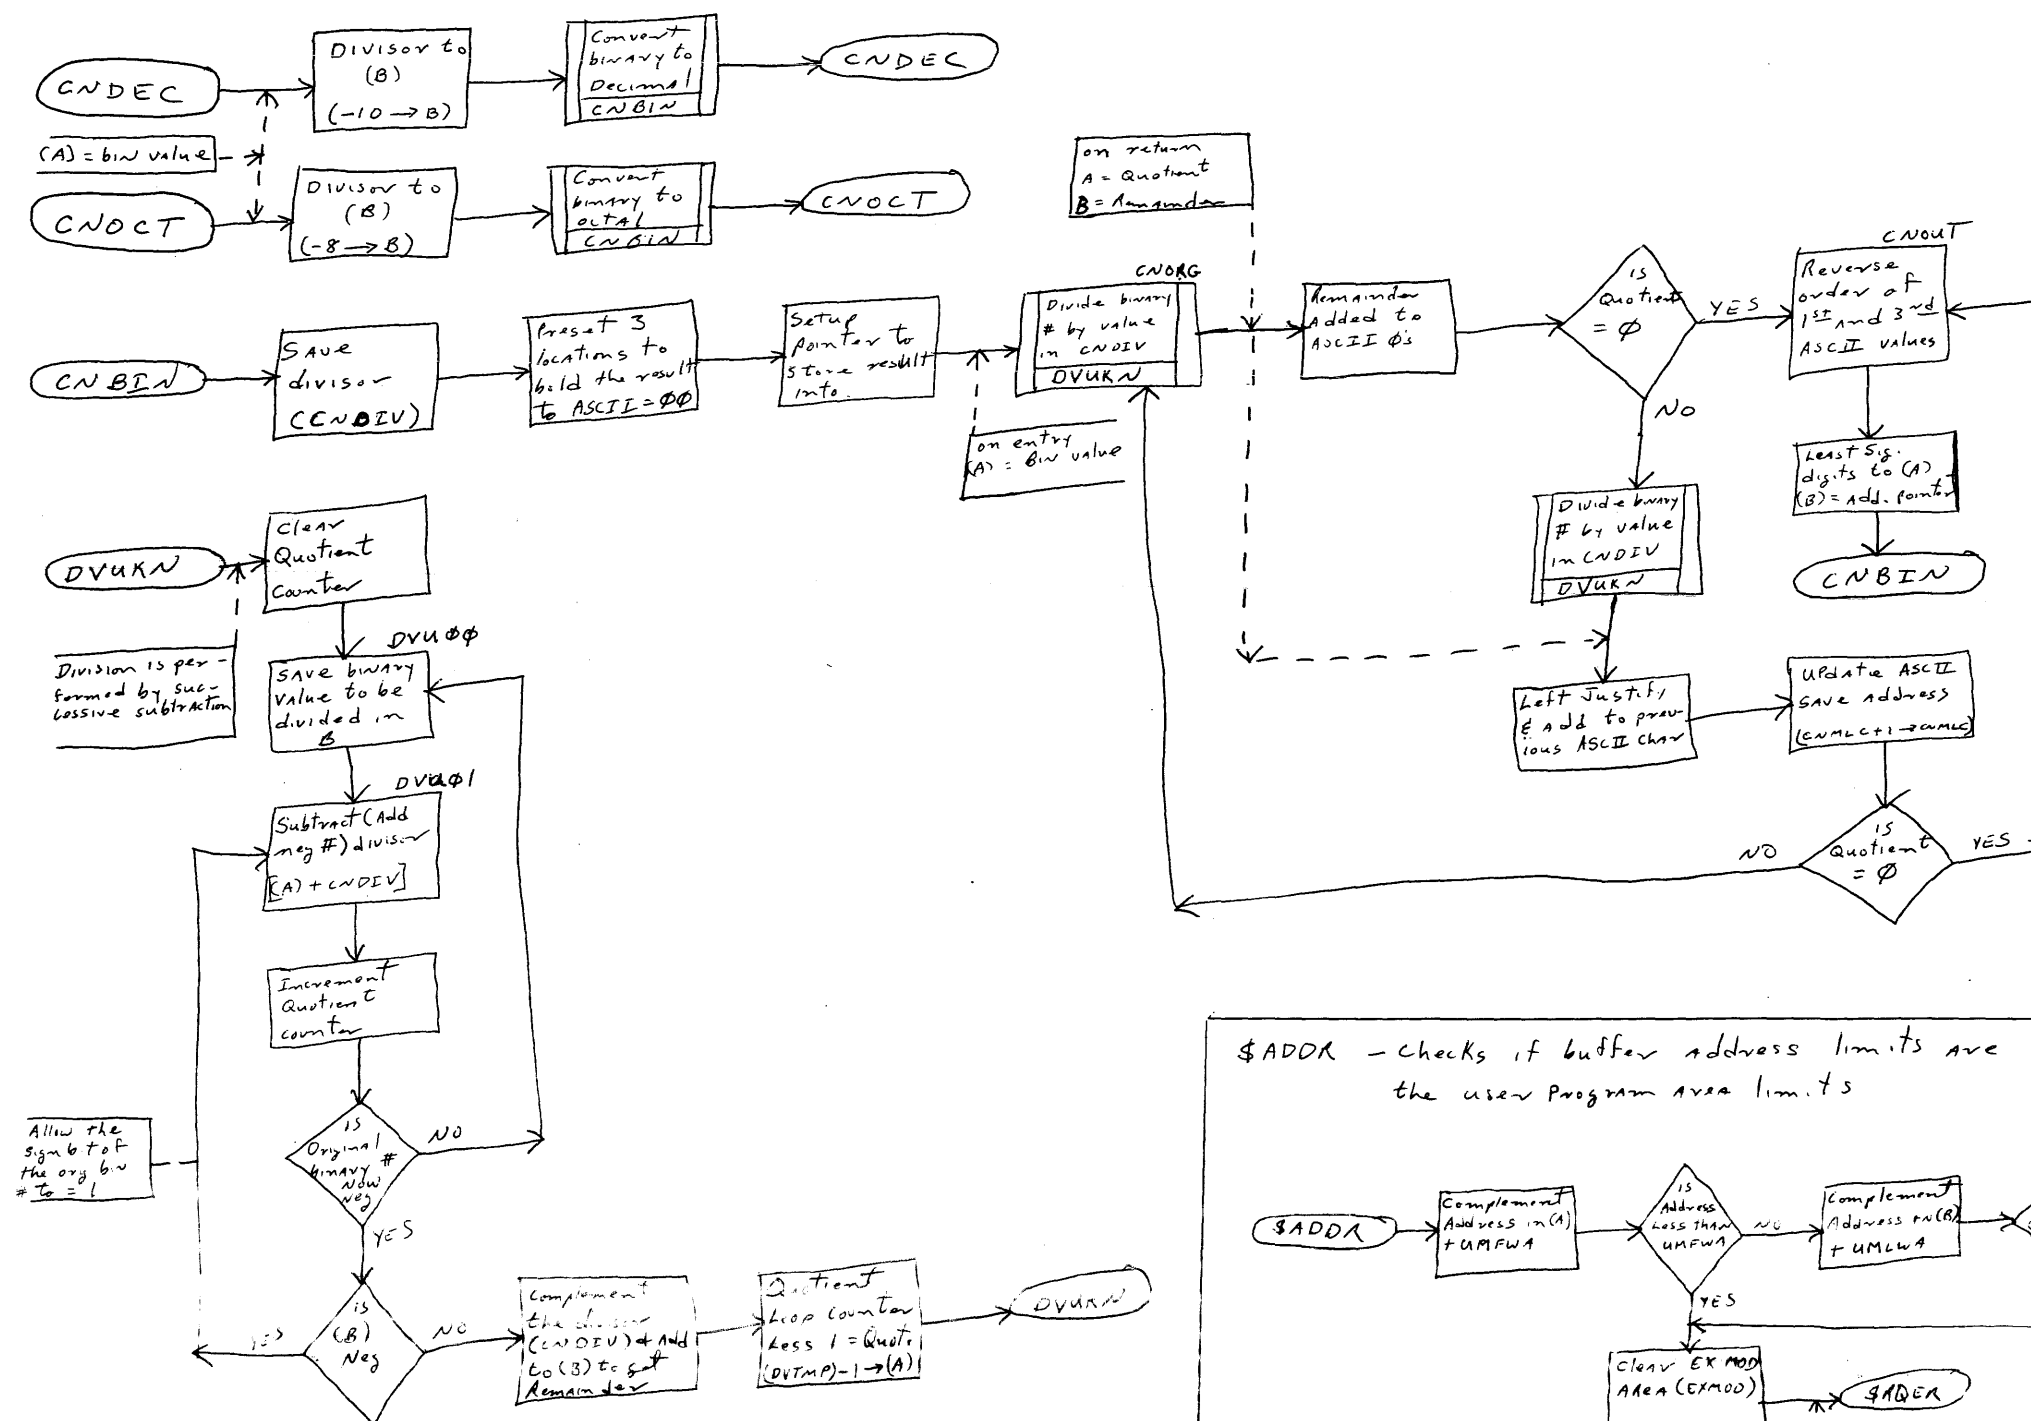 CNDEC
Divisor to
(B)
(-10→B)
Convert
binary to
Decimal
CNBIN
CNDEC
(A) = bin value
CNOCT
Divisor to
(B)
(-8→B)
Convert
binary to
octal
CNBIN
CNOCT
on return
A = Quotient
B = Remainder
CNBIN
Save
divisor
(CNDIV)
Preset 3
locations to
hold the result
to ASCII = ØØ
Setup
pointer to
store result
into.
on entry
(A) = Bin value
CNORG
Divide binary
# by value
in CNDIV
DVUKN
Remainder
Added to
ASCII Ø's
is
Quotient
= Ø
YES
NO
CNOUT
Reverse
order of
1st and 3rd
ASCII values
Least Sig.
digits to (A)
(B) = Add. pointer
CNBIN
Divide binary
# by value
in CNDIV
DVUKN
Left Justify
& Add to prev-
ious ASCII Char
Update ASCII
Save Address
(CNMLC+1→CNMLC)
is
Quotient
= Ø
NO
YES
DVUKN
Clear
Quotient
counter
Division is per-
formed by suc-
cessive subtraction
DVUØØ
Save binary
value to be
divided in
B
DVUØ1
Subtract (Add
neg #) divisor
[(A) + CNDIV]
Increment
Quotient
counter
is
Original
binary #
Now
Neg
NO
YES
Allow the
sign bit of
the org bin
# to = 1
is
(B)
Neg
YES
NO
Complement
the divisor
(CNDIV) & Add
to (B) to get
Remainder
Quotient
Loop counter
Less 1 = Quot.
(DVTMP)-1→(A)
DVUKN
$ADDR - Checks if buffer address limits are
the user program area limits
$ADDR
Complement
Address in (A)
+ UMFWA
is
Address
Less than
UMFWA
NO
YES
Complement
Address in (B)
+ UMLWA
Clear EX MOD
Area (EXMOD)
$RQER